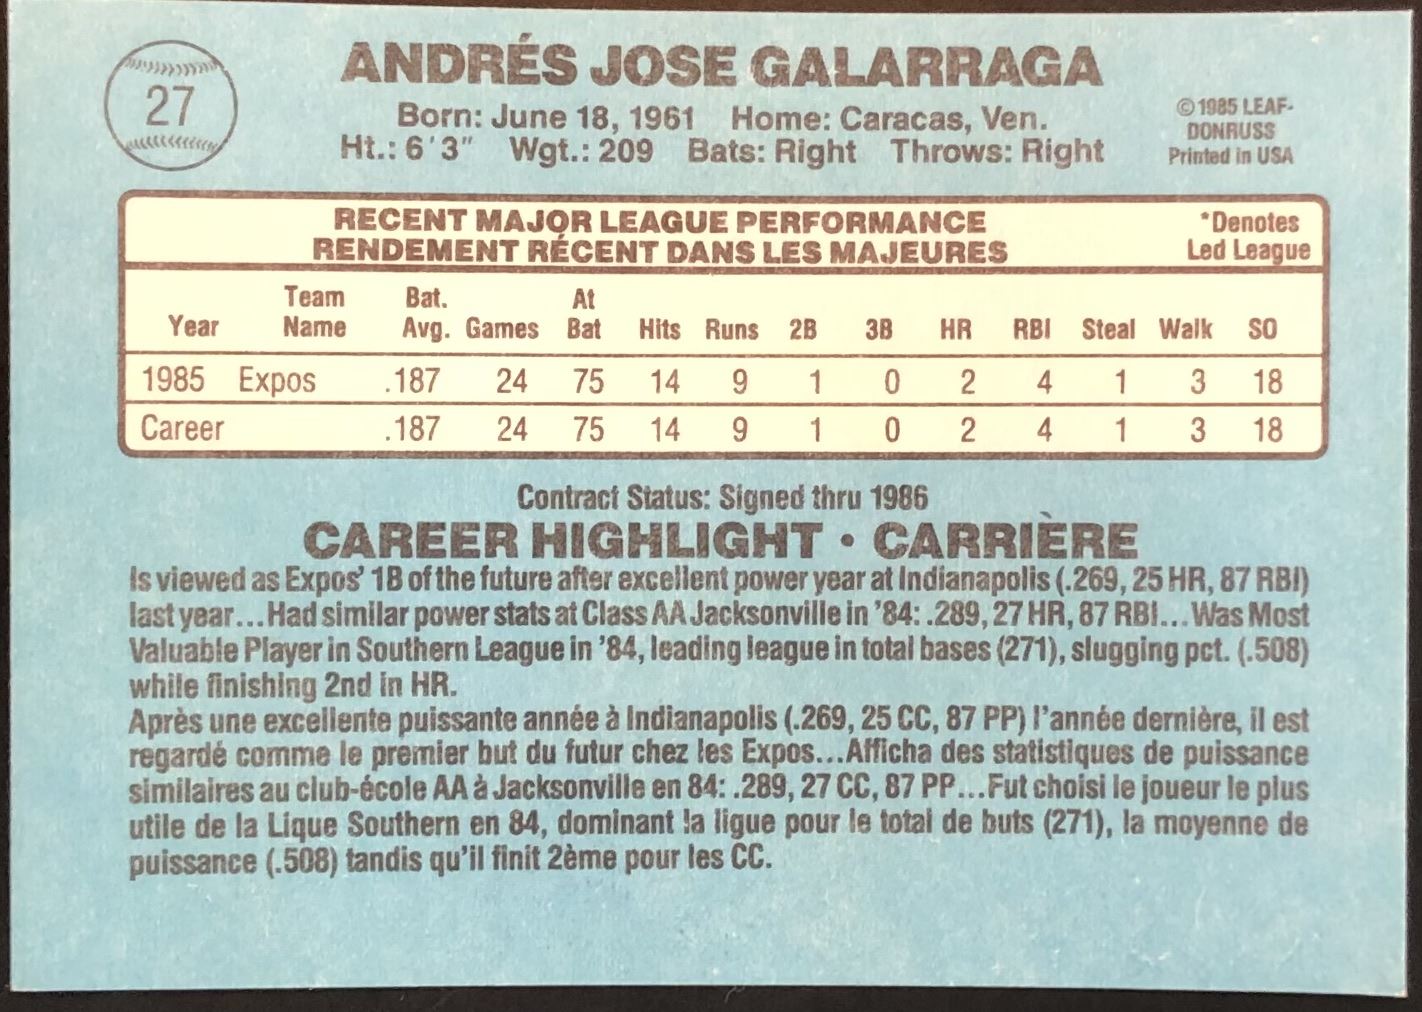 27
ANDRÉS JOSE GALARRAGA
Born: June 18, 1961 Home: Caracas, Ven.
Ht.: 6'3" Wgt.: 209 Bats: Right Throws: Right
©1985 LEAF-
DONRUSS
Printed in USA
RECENT MAJOR LEAGUE PERFORMANCE
RENDEMENT RÉCENT DANS LES MAJEURES
*Denotes
Led League
Year Team Name Bat. Avg. Games At Bat Hits Runs 2B 3B HR RBI Steal Walk SO
1985 Expos .187 24 75 14 9 1 0 2 4 1 3 18
Career .187 24 75 14 9 1 0 2 4 1 3 18
Contract Status: Signed thru 1986
CAREER HIGHLIGHT • CARRIÈRE
Is viewed as Expos' 1B of the future after excellent power year at Indianapolis (.269, 25 HR, 87 RBI)
last year...Had similar power stats at Class AA Jacksonville in '84: .289, 27 HR, 87 RBI...Was Most
Valuable Player in Southern League in '84, leading league in total bases (271), slugging pct. (.508)
while finishing 2nd in HR.
Après une excellente puissante année à Indianapolis (.269, 25 CC, 87 PP) l'année dernière, il est
regardé comme le premier but du futur chez les Expos...Afficha des statistiques de puissance
similaires au club-école AA à Jacksonville en 84: .289, 27 CC, 87 PP...Fut choisi le joueur le plus
utile de la Lique Southern en 84, dominant la ligue pour le total de buts (271), la moyenne de
puissance (.508) tandis qu'il finit 2ème pour les CC.